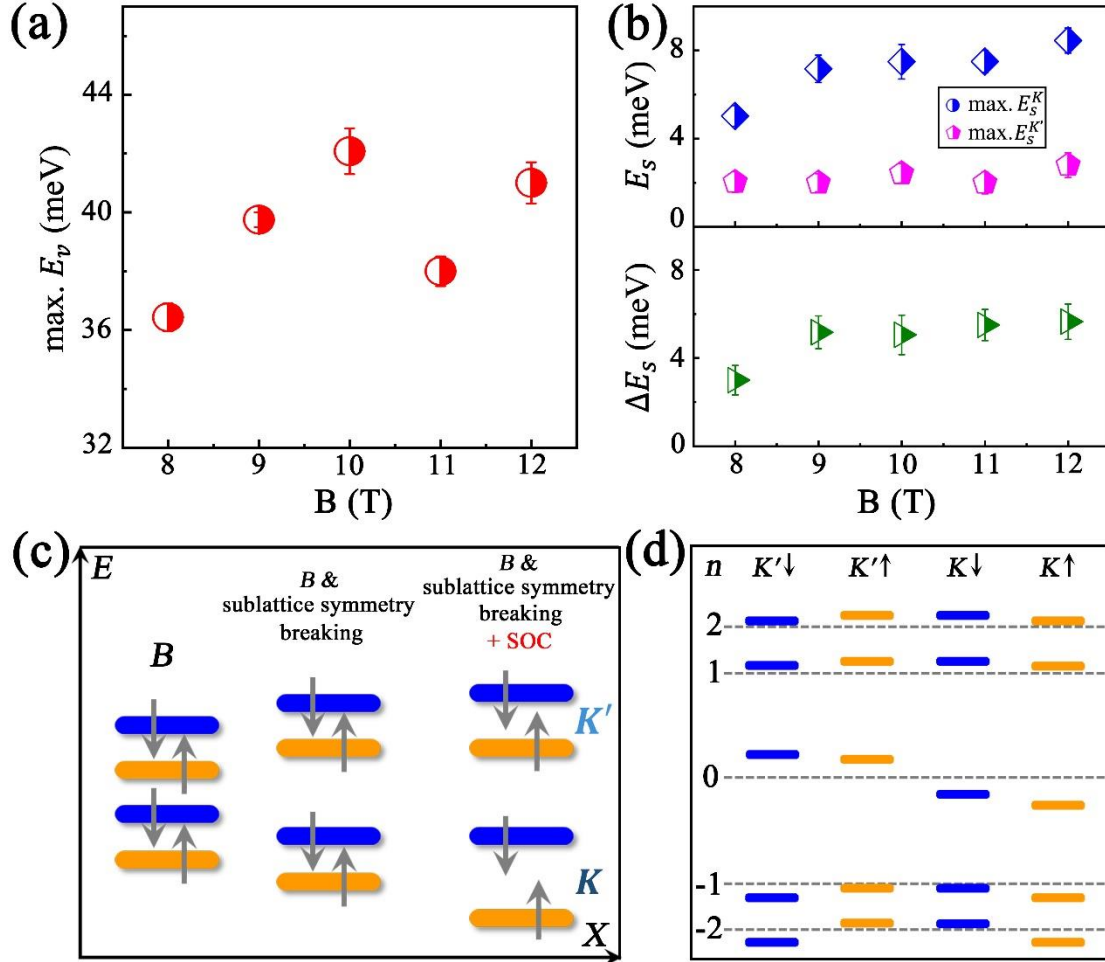 (a)
max. E_v (meV)
44
40
36
32
8 9 10 11 12
B (T)
(b)
E_s (meV)
8
4
0
max. E_s^K
max. E_s^{K'}
ΔE_s (meV)
8
4
0
8 9 10 11 12
B (T)
(c)
E
B
B &
sublattice symmetry
breaking
B &
sublattice symmetry
breaking
+ SOC
K'
K
X
(d)
n K'↓ K'↑ K↓ K↑
2
1
0
-1
-2